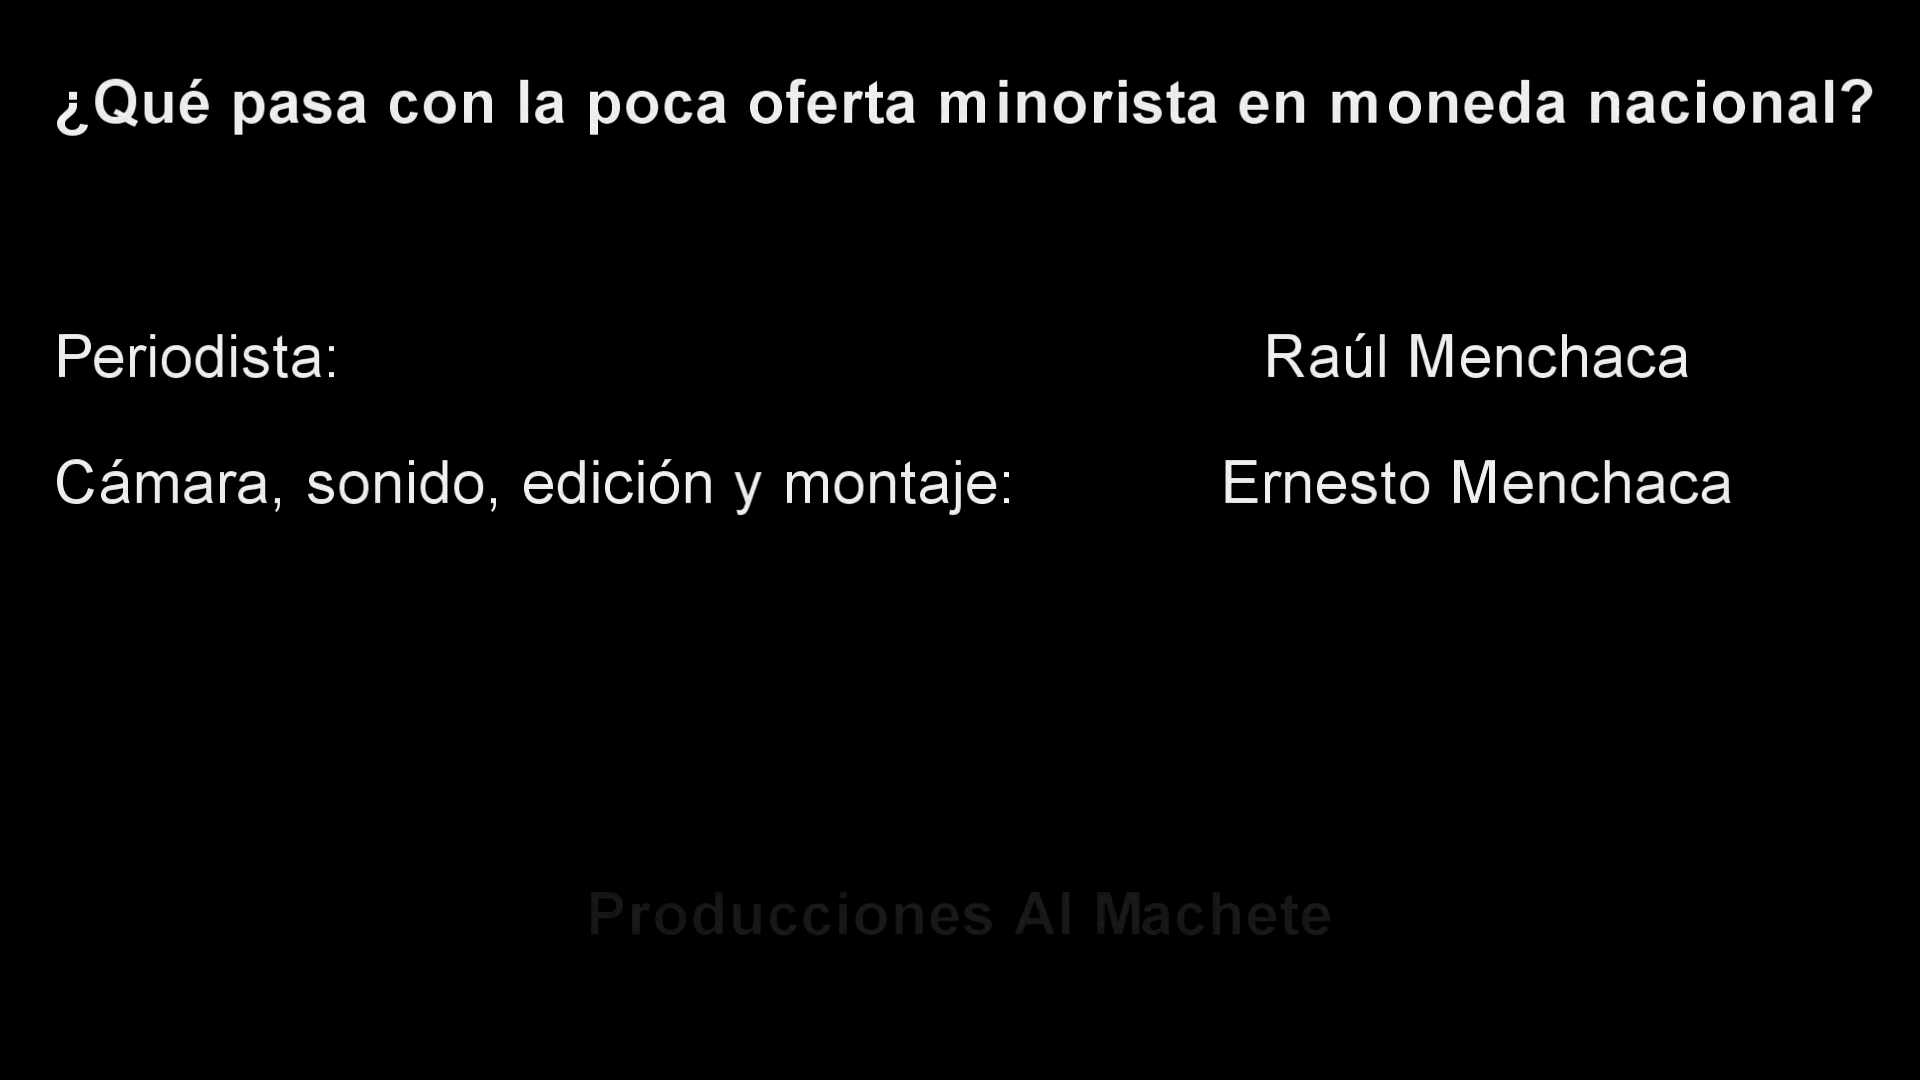 ¿Qué pasa con la poca oferta minorista en moneda nacional?
Periodista: Raúl Menchaca
Cámara, sonido, edición y montaje: Ernesto Menchaca
Producciones Al Machete